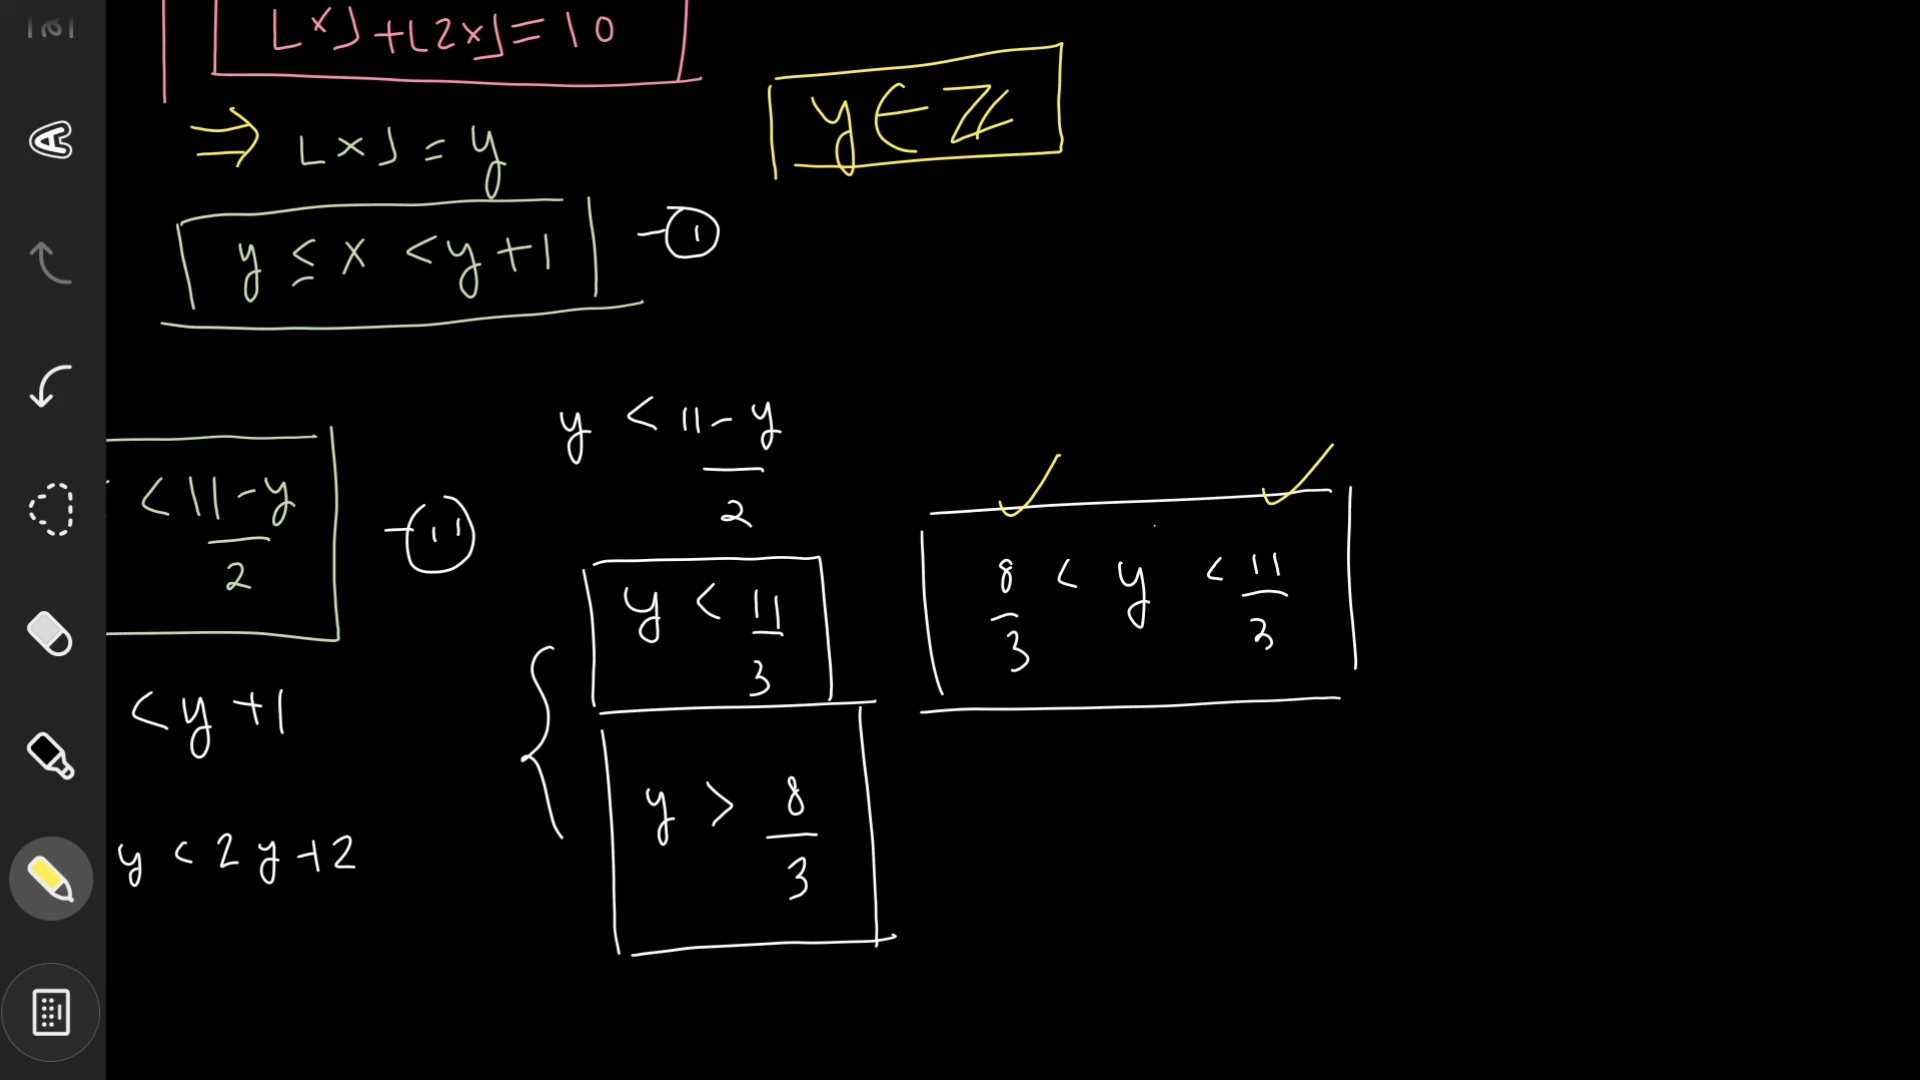 ⌊x⌋+⌊2x⌋=10
y∈ℤ
⇒ ⌊x⌋=y
y ≤ x < y+1 -①
y < 11-y/2
< 11-y/2 -(11)
8/3 < y < 11/3
y < 11/3
< y+1
y > 8/3
y < 2y+2